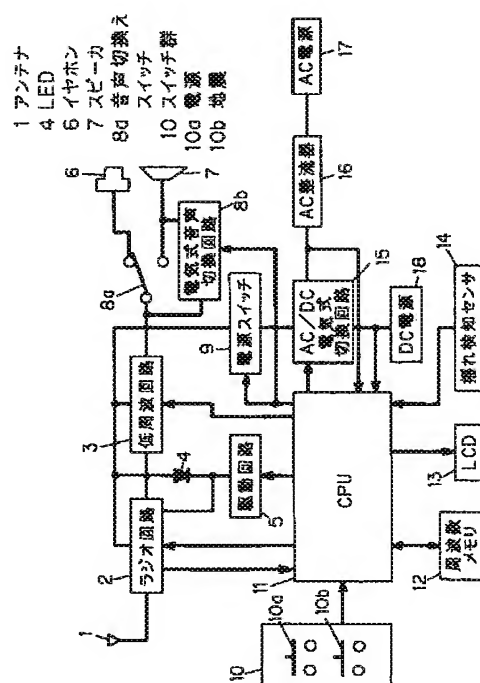 1 アンテナ
4 LED
6 イヤホン
7 スピーカ
8a 音声切換え
スイッチ
10 スイッチ群
10a 電源
10b 地震
1
2
ラジオ回路
3
低周波回路
4
5
駆動回路
6
7
8a
8b
電気式音声
切換回路
9
電源スイッチ
10
10a
10b
11
CPU
12
周波数
メモリ
13
LCD
14
揺れ検知センサ
15
AC/DC
電気式
切換回路
16
AC整流器
17
AC電源
18
DC電源